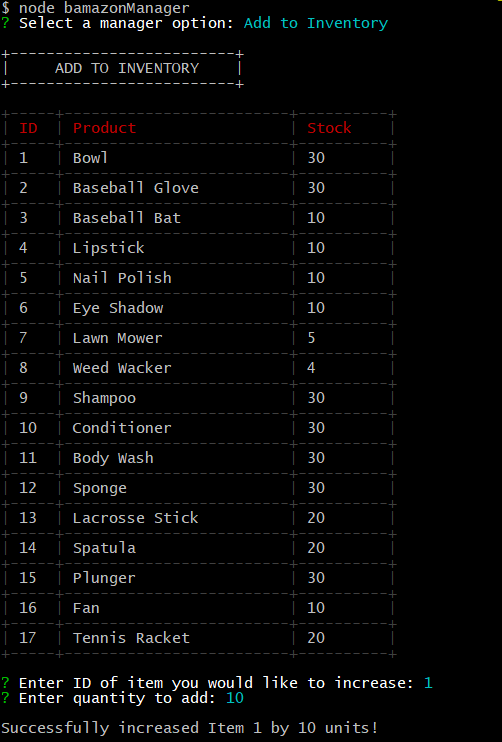 $ node bamazonManager
? Select a manager option: Add to Inventory
ADD TO INVENTORY
ID Product Stock
1 Bowl 30
2 Baseball Glove 30
3 Baseball Bat 10
4 Lipstick 10
5 Nail Polish 10
6 Eye Shadow 10
7 Lawn Mower 5
8 Weed Wacker 4
9 Shampoo 30
10 Conditioner 30
11 Body Wash 30
12 Sponge 30
13 Lacrosse Stick 20
14 Spatula 20
15 Plunger 30
16 Fan 10
17 Tennis Racket 20
? Enter ID of item you would like to increase: 1
? Enter quantity to add: 10
Successfully increased Item 1 by 10 units!